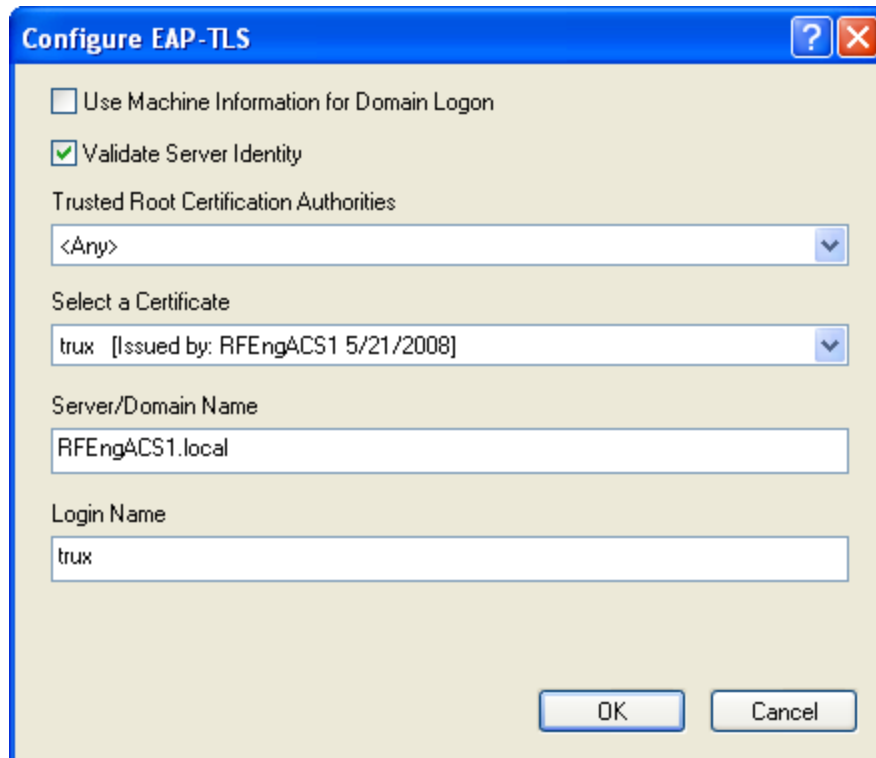 Configure EAP-TLS
Use Machine Information for Domain Logon
Validate Server Identity
Trusted Root Certification Authorities
<Any>
Select a Certificate
trux [Issued by: RFEngACS1 5/21/2008]
Server/Domain Name
RFEngACS1.local
Login Name
trux
OK Cancel